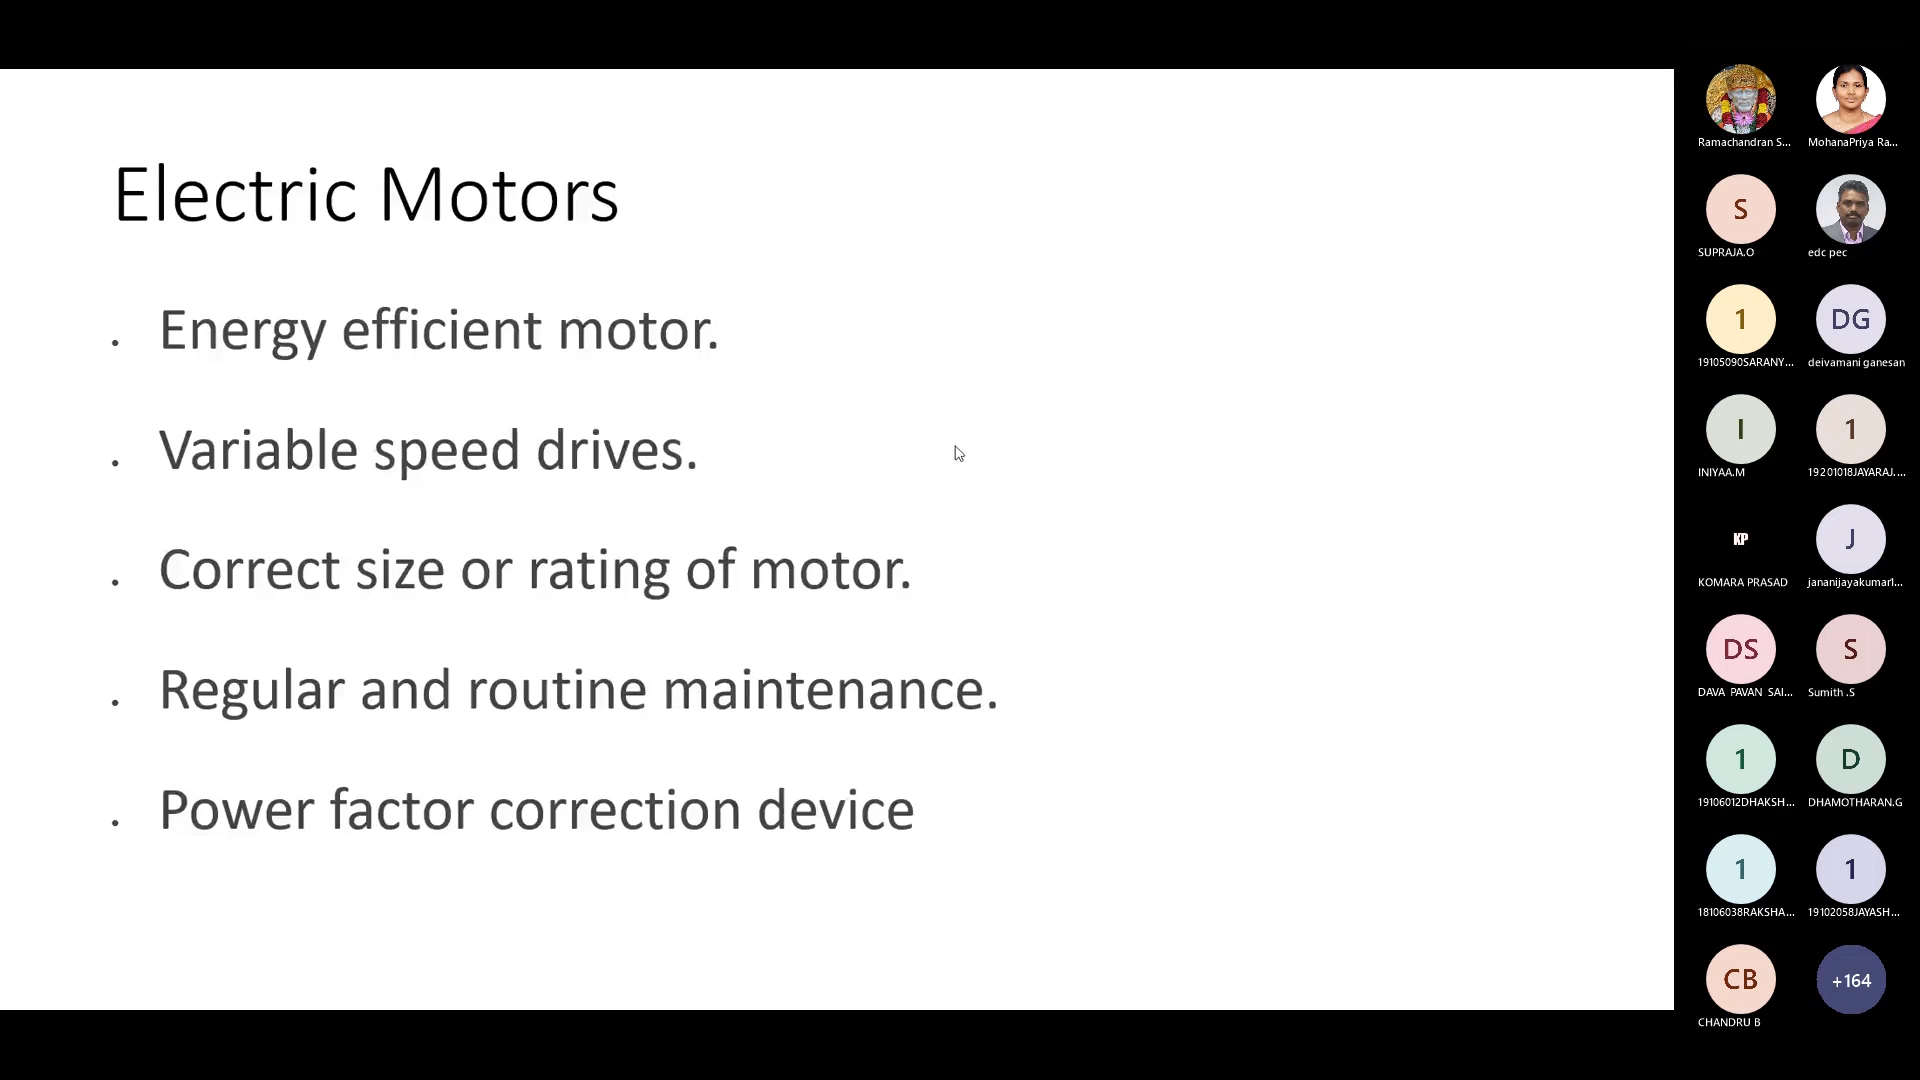 Electric Motors
. Energy efficient motor.
. Variable speed drives.
. Correct size or rating of motor.
. Regular and routine maintenance.
. Power factor correction device
Ramachandran S...
MohanaPriya Ra...
S
SUPRAJA.O
edc pec
1
19105090SARANY...
DG
deivamani ganesan
I
INIYAA.M
1
19201018JAYARAJ....
KP
KOMARA PRASAD
J
jananijayakumarl...
DS
DAVA PAVAN SAI...
S
Sumith .S
1
19106012DHAKSH...
D
DHAMOTHARAN.G
1
18106038RAKSHA...
1
19102058JAYASH...
CB
CHANDRU B
+164